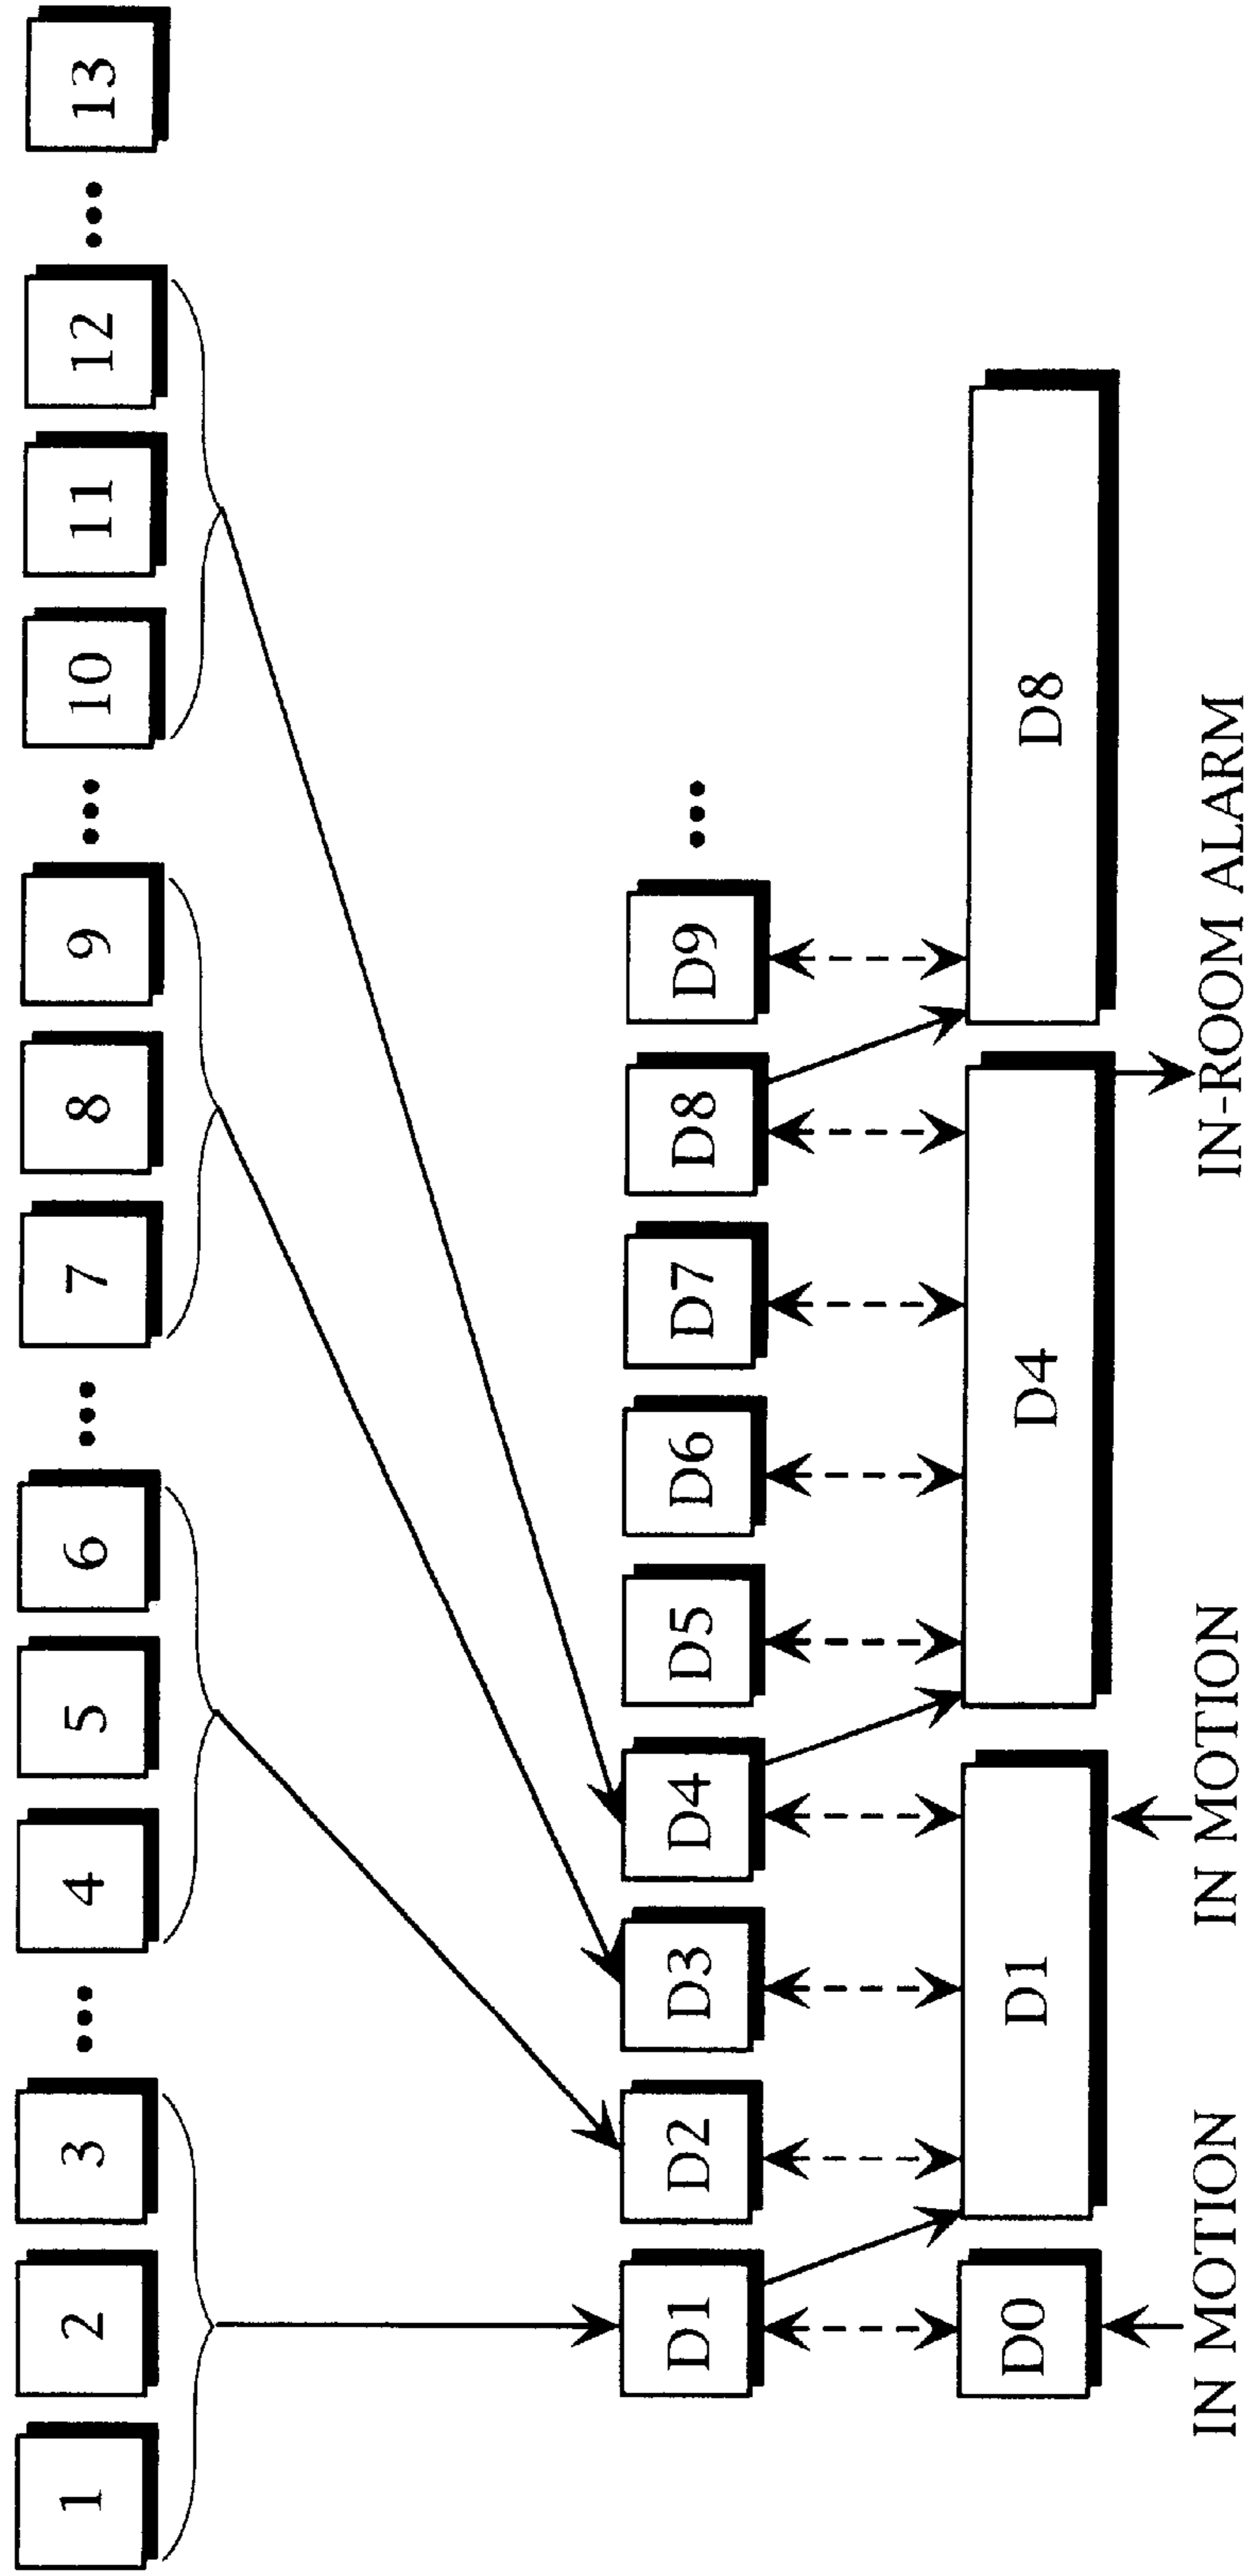 1 2 3 ••• 4 5 6 ••• 7 8 9 ••• 10 11 12 ••• 13
D1 D2 D3 D4 D5 D6 D7 D8 D9 •••
D0 D1 D4 D8
IN MOTION IN MOTION IN-ROOM ALARM